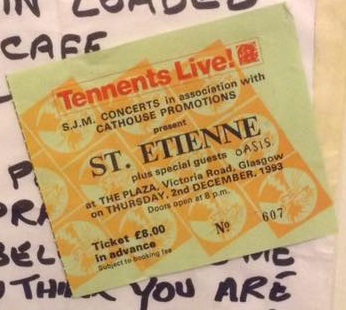 IN LOADED
CAFE
Tennents Live!
S.J.M. CONCERTS in association with
CATHOUSE PROMOTIONS
present
ST. ETIENNE
plus special guests OASIS
at THE PLAZA, Victoria Road, Glasgow
on THURSDAY, 2nd DECEMBER, 1993
Doors open at 8 p.m.
Ticket £8.00
in advance
Subject to booking fee
No 607
ME
YOU ARE